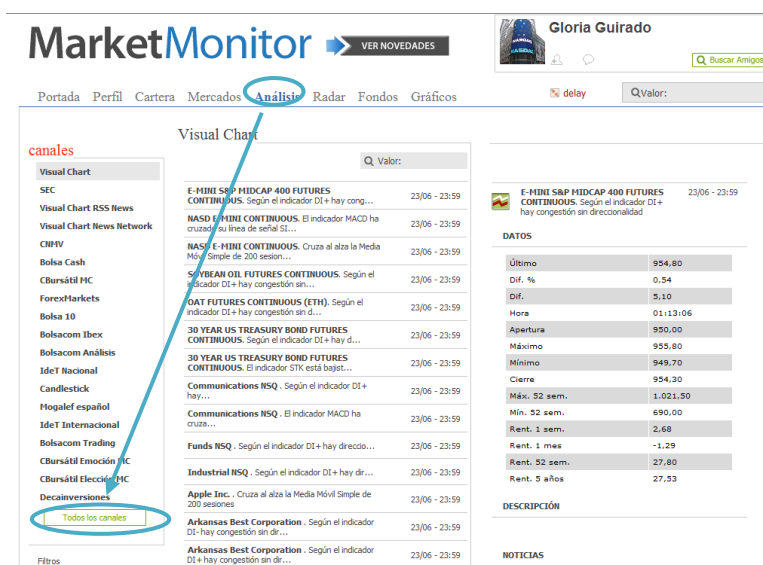 MarketMonitor
VER NOVEDADES
Gloria Guirado
Buscar Amigos
Portada Perfil Cartera Mercados Análisis Radar Fondos Gráficos
delay
Valor:
canales
Visual Chart
SEC
Visual Chart RSS News
Visual Chart News Network
CNMV
Bolsa Cash
CBursátil MC
ForexMarkets
Bolsa 10
Bolsacom Ibex
Bolsacom Análisis
IdeT Nacional
Candlestick
Mogalef español
IdeT Internacional
Bolsacom Trading
CBursátil Emoción MC
CBursátil Elección MC
Decainversiones
Todos los canales
Filtros
Visual Chart
Valor:
E-MINI S&P MIDCAP 400 FUTURES
CONTINUOUS. Según el indicador DI+ hay cong...
23/06 - 23:59
NASD E-MINI CONTINUOUS. El indicador MACD ha
cruzado su línea de señal SI...
23/06 - 23:59
NASD E-MINI CONTINUOUS. Cruza al alza la Media
Móvil Simple de 200 sesion...
23/06 - 23:59
SOYBEAN OIL FUTURES CONTINUOUS. Según el
indicador DI+ hay congestión sin...
23/06 - 23:59
OAT FUTURES CONTINUOUS (ETH). Según el
indicador DI+ hay congestión sin d...
23/06 - 23:59
30 YEAR US TREASURY BOND FUTURES
CONTINUOUS. Según el indicador DI+ hay d...
23/06 - 23:59
30 YEAR US TREASURY BOND FUTURES
CONTINUOUS. El indicador STK está bajist...
23/06 - 23:59
Communications NSQ . Según el indicador DI+
hay...
23/06 - 23:59
Communications NSQ . El indicador MACD ha
cruza...
23/06 - 23:59
Funds NSQ . Según el indicador DI+ hay direccio...
23/06 - 23:59
Industrial NSQ . Según el indicador DI+ hay dir...
23/06 - 23:59
Apple Inc. . Cruza al alza la Media Móvil Simple de
200 sesiones
23/06 - 23:59
Arkansas Best Corporation . Según el indicador
DI- hay congestión sin dir...
23/06 - 23:59
Arkansas Best Corporation . Según el indicador
DI+ hay congestión sin dir...
23/06 - 23:59
E-MINI S&P MIDCAP 400 FUTURES
CONTINUOUS. Según el indicador DI+
hay congestión sin direccionalidad
23/06 - 23:59
DATOS
Último 954,80
Dif. % 0,54
Dif. 5,10
Hora 01:13:06
Apertura 950,00
Máximo 955,80
Mínimo 949,70
Cierre 954,30
Máx. 52 sem. 1.021,50
Mín. 52 sem. 690,00
Rent. 1 sem. 2,68
Rent. 1 mes -1,29
Rent. 52 sem. 27,80
Rent. 5 años 27,53
DESCRIPCIÓN
NOTICIAS